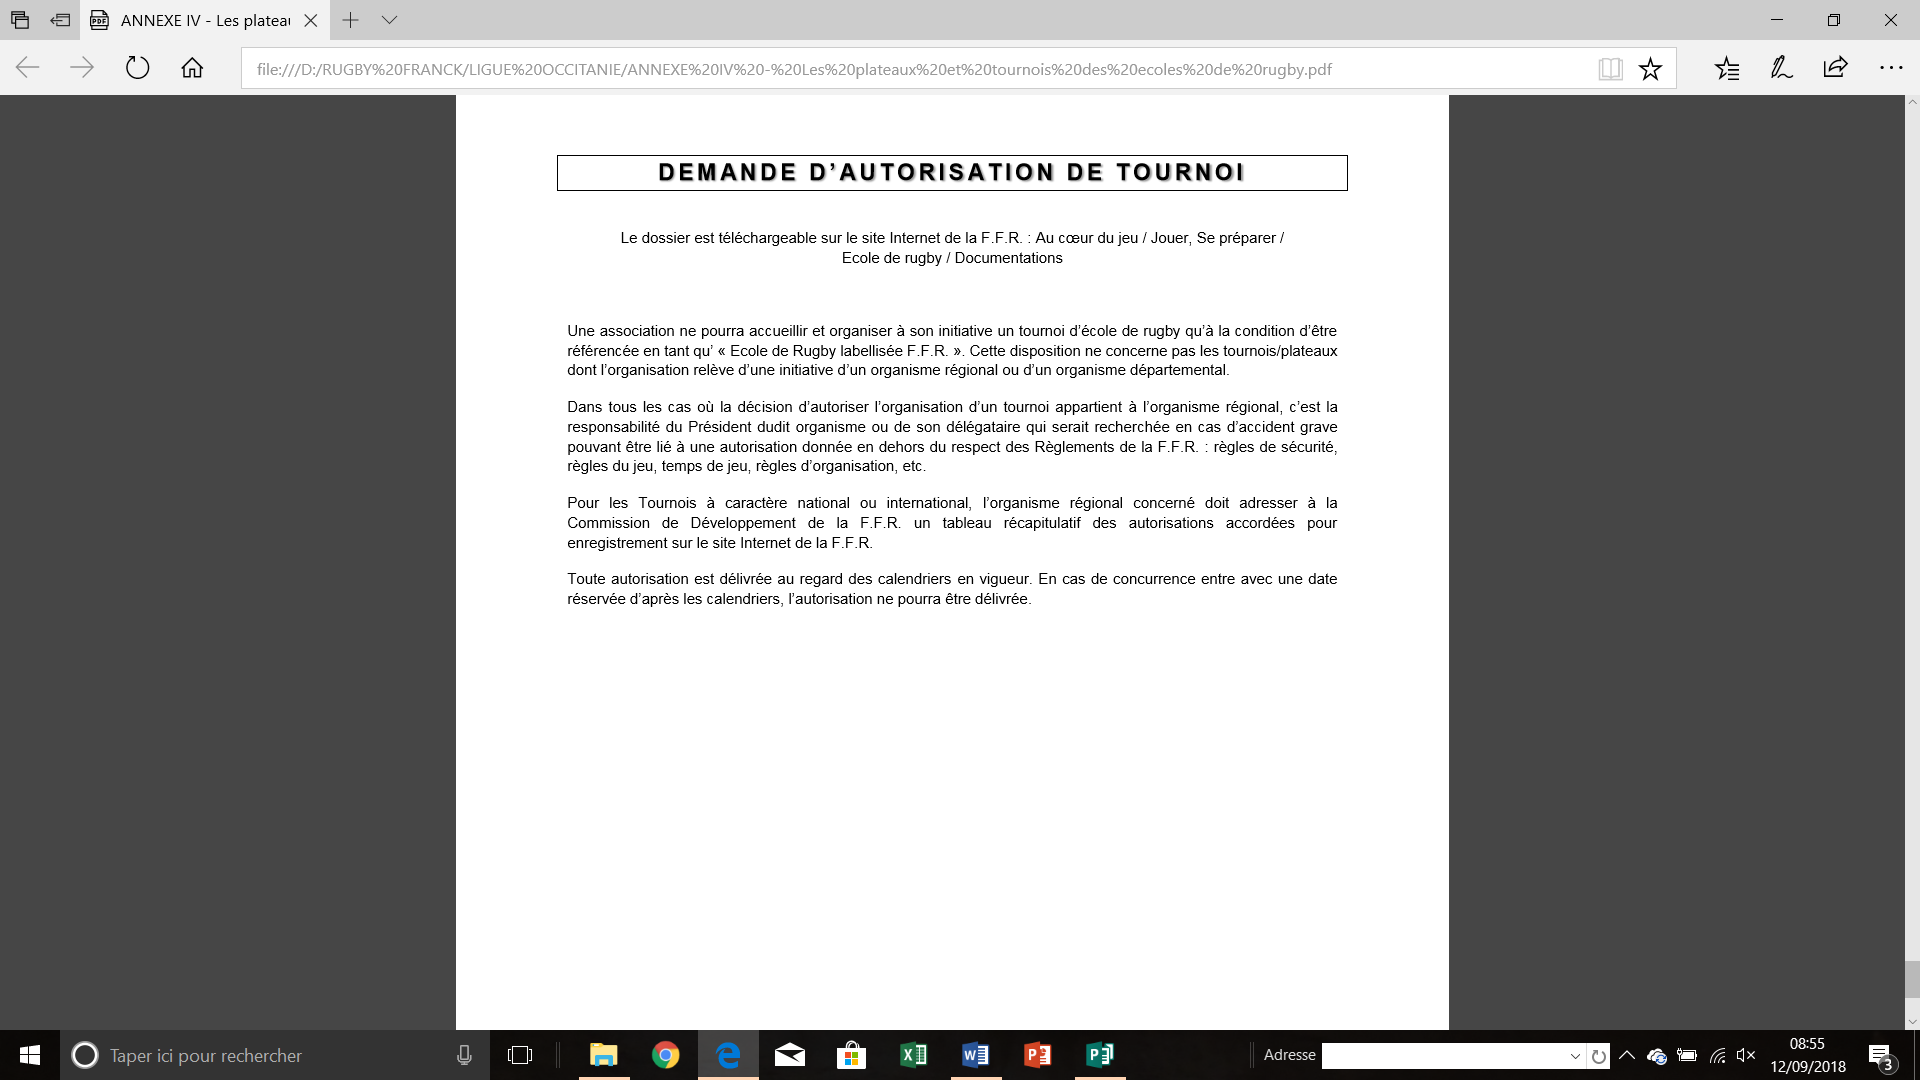 ANNEXE IV - Les plateau
file:///D:/RUGBY%20FRANCK/LIGUE%20OCCITANIE/ANNEXE%20IV%20-%20Les%20plateaux%20et%20tournois%20des%20ecoles%20de%20rugby.pdf
DEMANDE D’AUTORISATION DE TOURNOI
Le dossier est téléchargeable sur le site Internet de la F.F.R. : Au cœur du jeu / Jouer, Se préparer /
Ecole de rugby / Documentations
Une association ne pourra accueillir et organiser à son initiative un tournoi d’école de rugby qu’à la condition d’être
référencée en tant qu’ « Ecole de Rugby labellisée F.F.R. ». Cette disposition ne concerne pas les tournois/plateaux
dont l’organisation relève d’une initiative d’un organisme régional ou d’un organisme départemental.
Dans tous les cas où la décision d’autoriser l’organisation d’un tournoi appartient à l’organisme régional, c’est la
responsabilité du Président dudit organisme ou de son délégataire qui serait recherchée en cas d’accident grave
pouvant être lié à une autorisation donnée en dehors du respect des Règlements de la F.F.R. : règles de sécurité,
règles du jeu, temps de jeu, règles d’organisation, etc.
Pour les Tournois à caractère national ou international, l’organisme régional concerné doit adresser à la
Commission de Développement de la F.F.R. un tableau récapitulatif des autorisations accordées pour
enregistrement sur le site Internet de la F.F.R.
Toute autorisation est délivrée au regard des calendriers en vigueur. En cas de concurrence entre avec une date
réservée d’après les calendriers, l’autorisation ne pourra être délivrée.
Taper ici pour rechercher
Adresse
08:55
12/09/2018
3